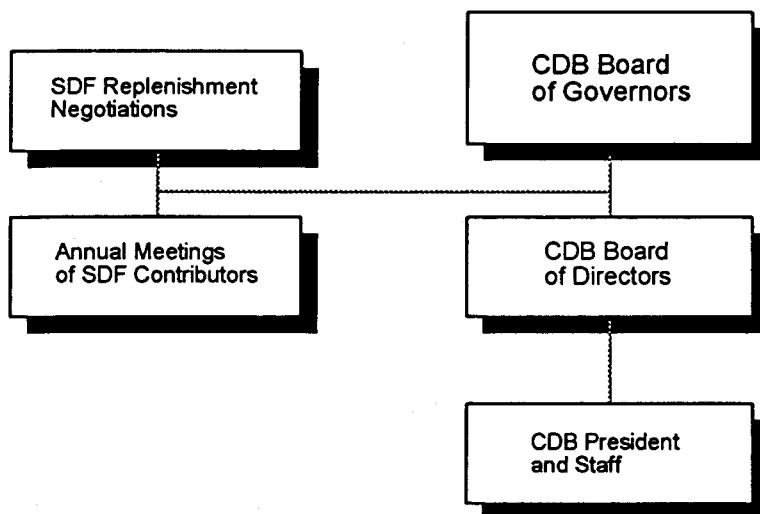 SDF Replenishment
Negotiations
CDB Board
of Governors
Annual Meetings
of SDF Contributors
CDB Board
of Directors
CDB President
and Staff